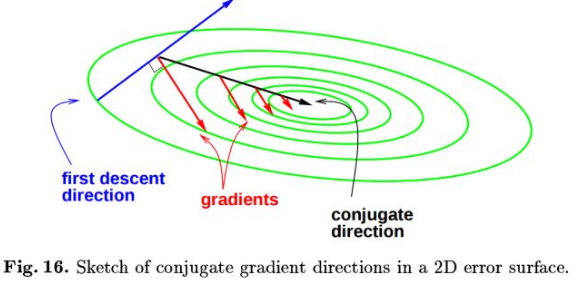 first descent
direction
gradients
conjugate
direction
Fig. 16. Sketch of conjugate gradient directions in a 2D error surface.